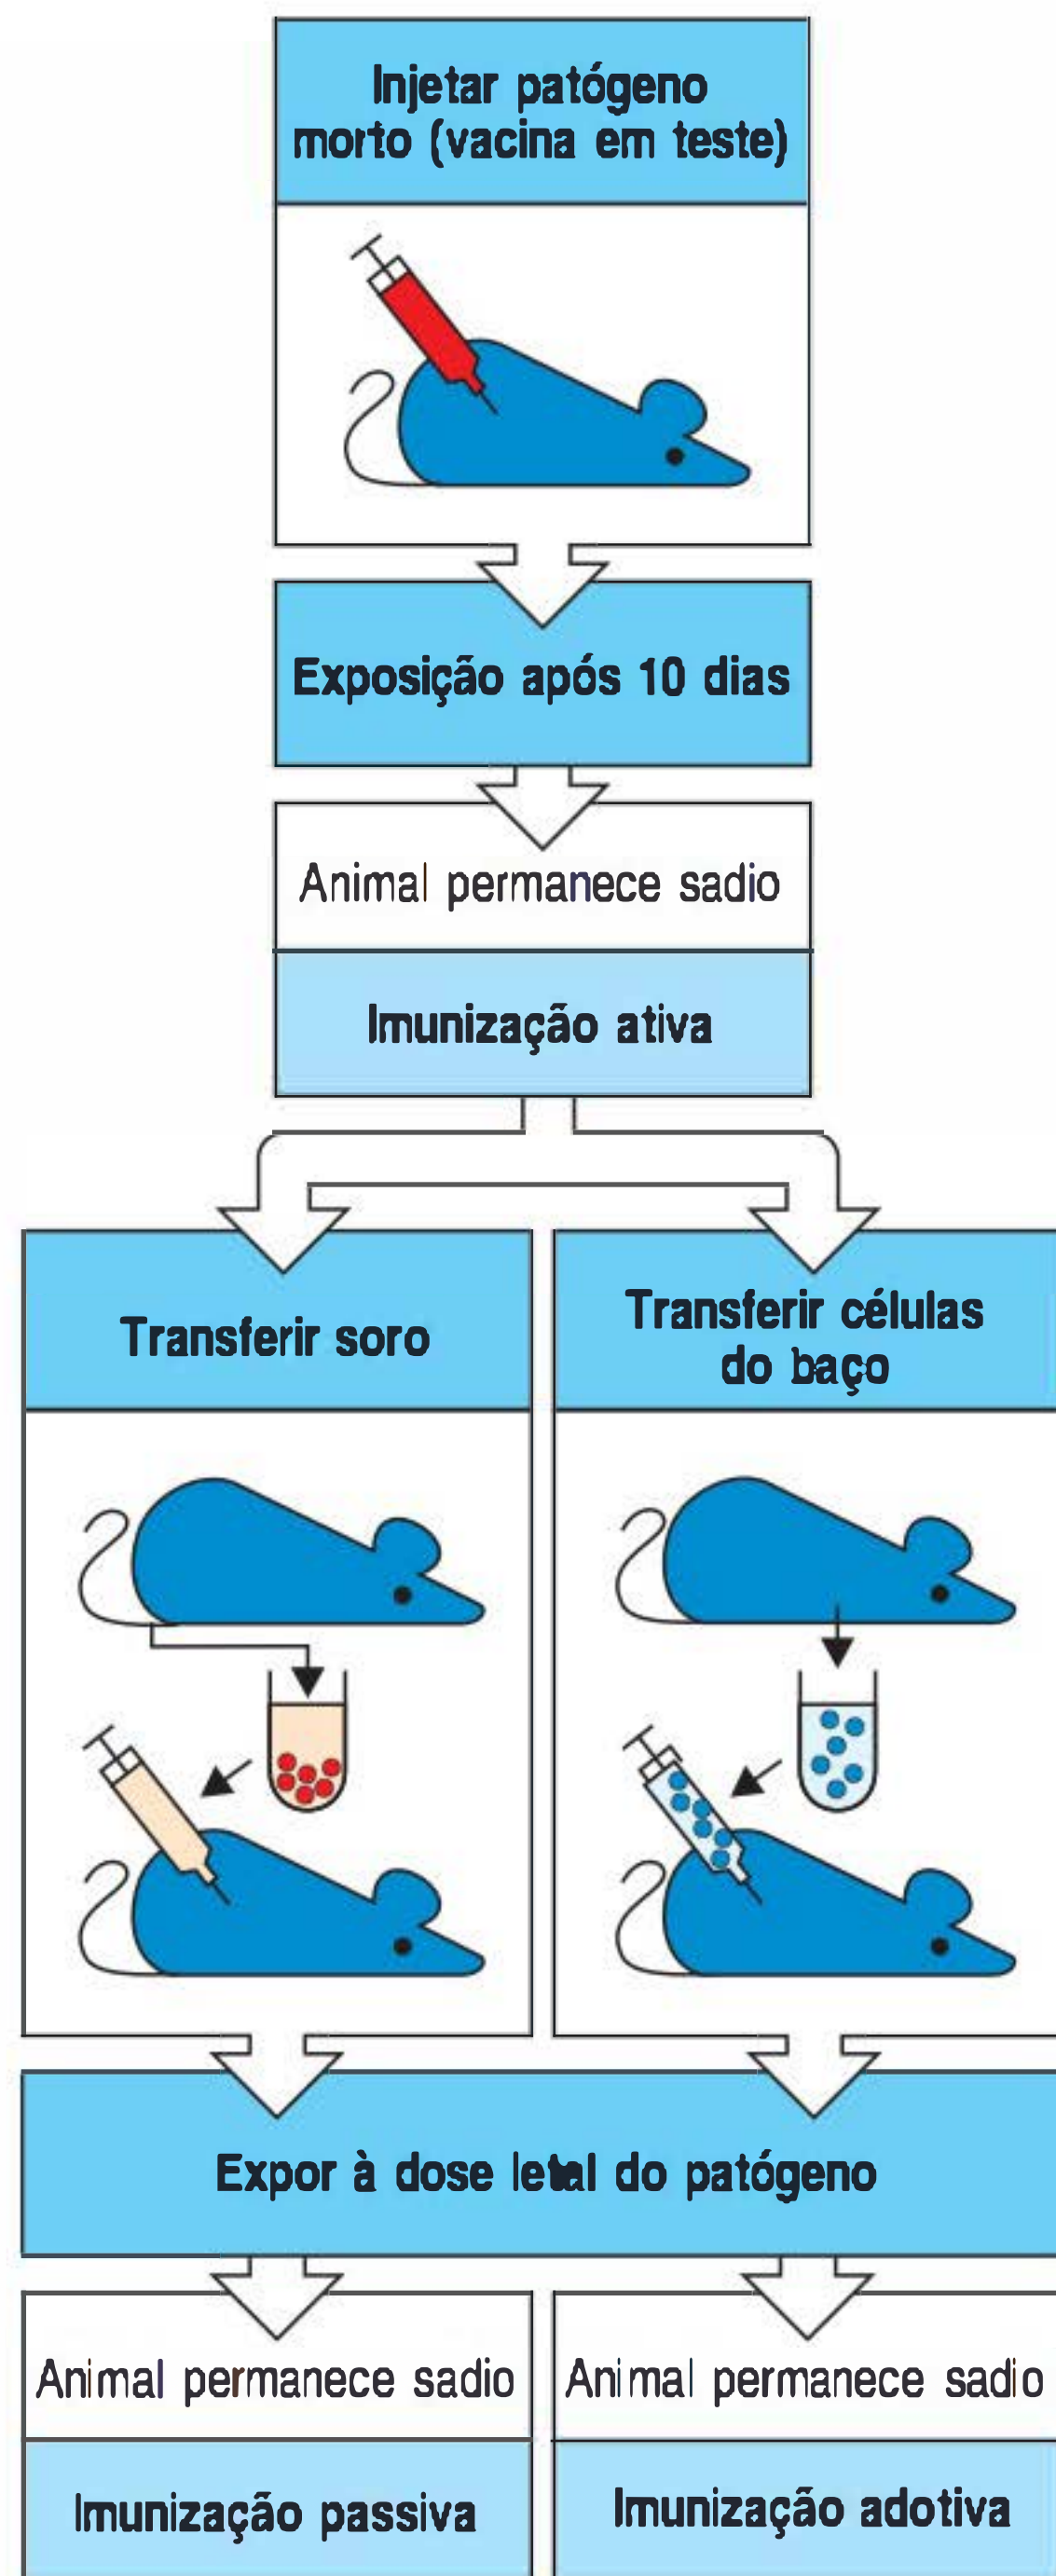 Injetar patógeno
morto (vacina em teste)
Exposição após 10 dias
Animal permanece sadio
Imunização ativa
Transferir soro
Transferir células
do baço
Expor à dose letal do patógeno
Animal permanece sadio
Imunização passiva
Animal permanece sadio
Imunização adotiva